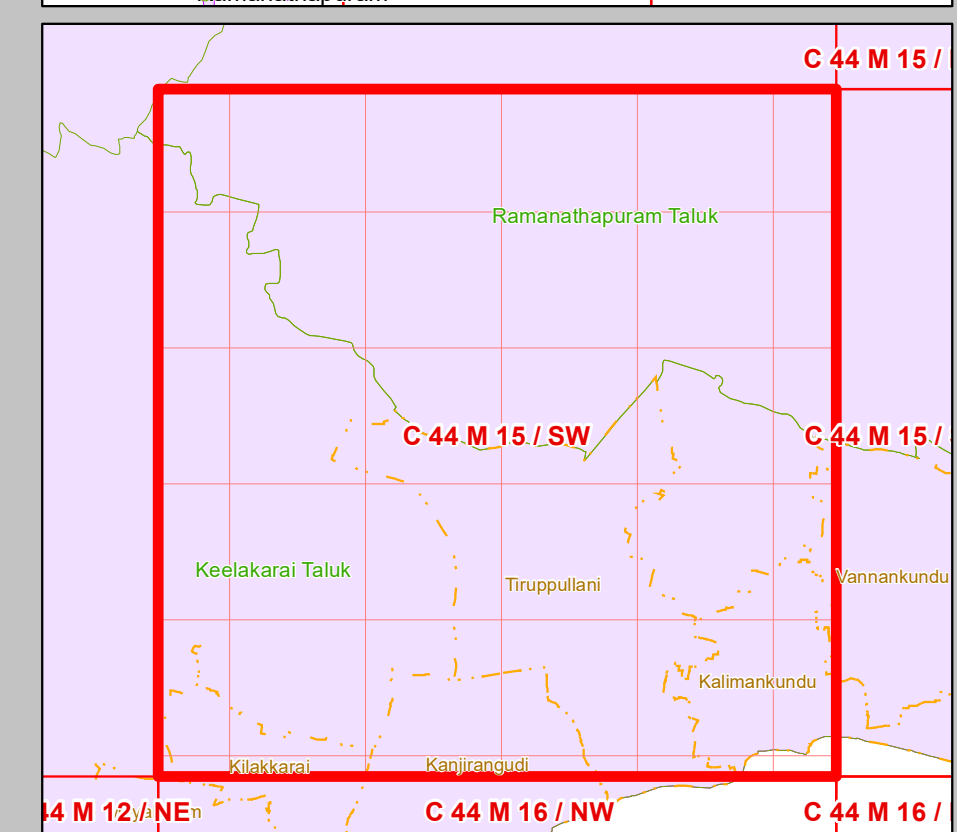 C 44 M 15 /
Ramanathapuram Taluk
C 44 M 15 / SW
C 44 M 15 /
Keelakarai Taluk
Tiruppullani
Vannankundu
Kalimankundu
Kilakkarai
Kanjirangudi
44 M 12 / NE
C 44 M 16 / NW
C 44 M 16 /